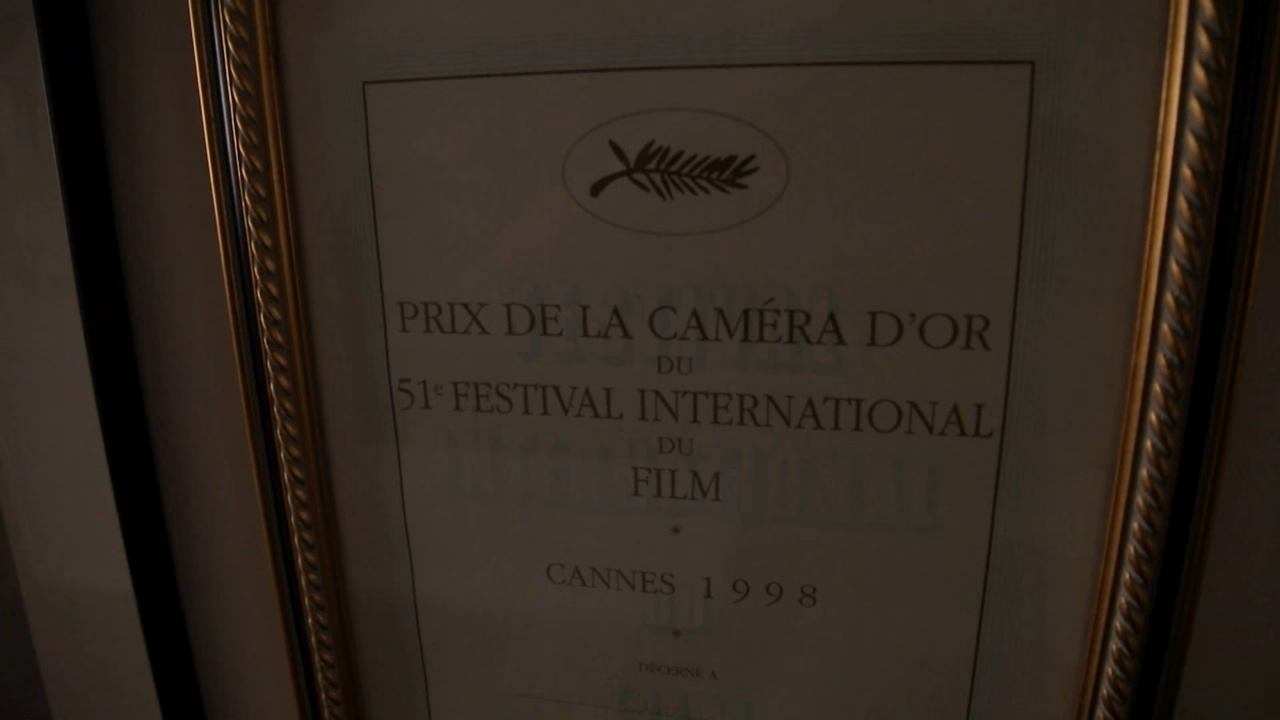 PRIX DE LA CAMÉRA D'OR
DU
51e FESTIVAL INTERNATIONAL
DU
FILM
CANNES 1998
DÉCERNÉ A